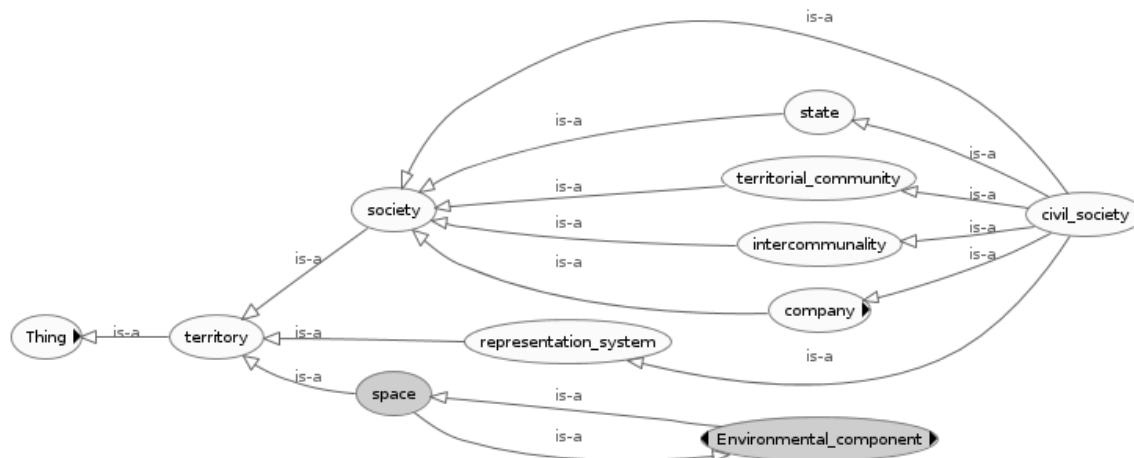 is-a
state
is-a
is-a
territorial_community
is-a
is-a
society
civil_society
is-a
is-a
intercommunality
is-a
is-a
is-a
company
Thing
is-a
territory
is-a
representation_system
is-a
is-a
space
is-a
is-a
Environmental_component